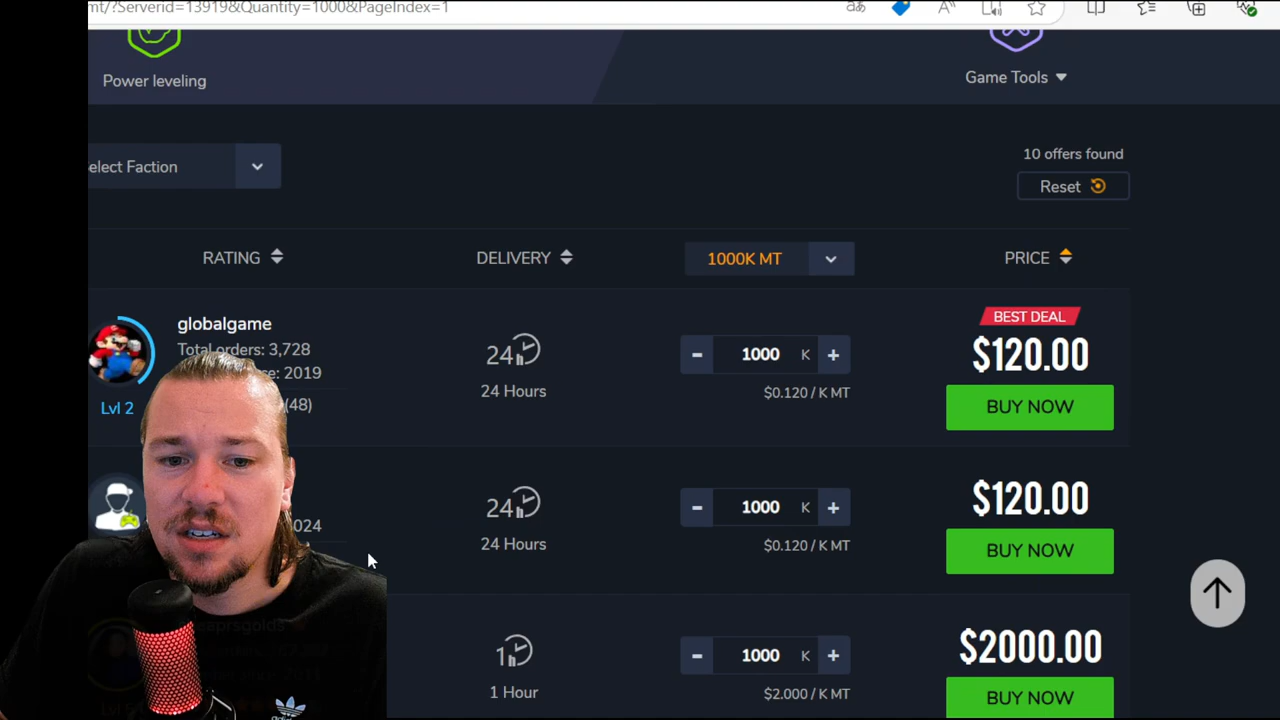 mt/?Serverid=13919&Quantity=1000&PageIndex=1
Power leveling
Game Tools
elect Faction
10 offers found
Reset
RATING
DELIVERY
1000K MT
PRICE
globalgame
Total orders: 3,728
e: 2019
(48)
Lvl 2
24
24 Hours
1000 K
$0.120 / K MT
BEST DEAL
$120.00
BUY NOW
024
24
24 Hours
1000 K
$0.120 / K MT
$120.00
BUY NOW
1
1 Hour
1000 K
$2.000 / K MT
$2000.00
BUY NOW
adidas